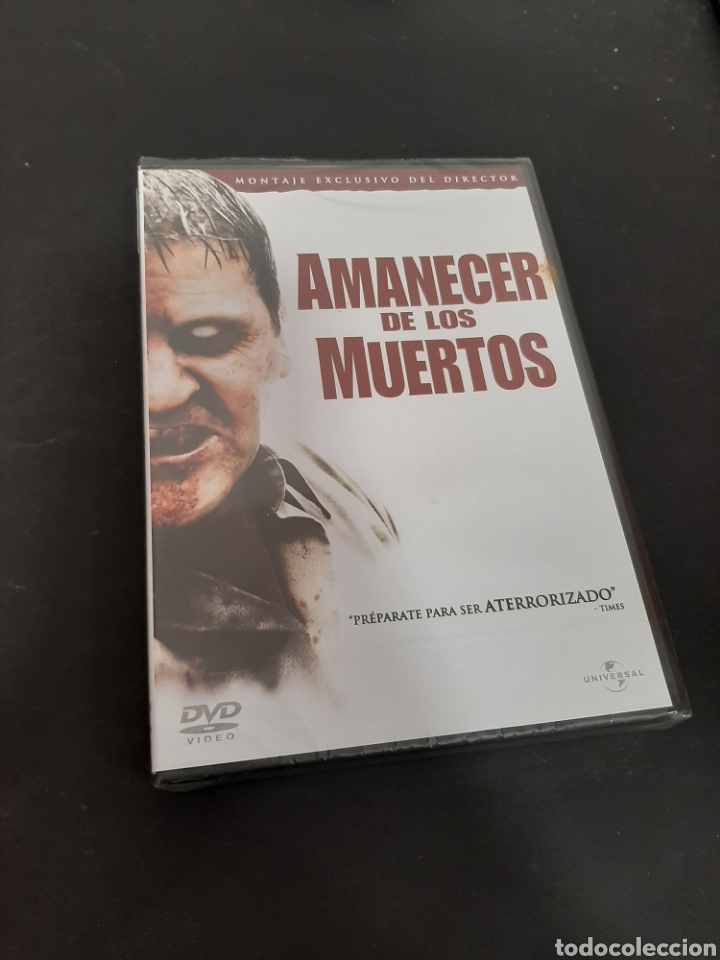 MONTAJE EXCLUSIVO DEL DIRECTOR
AMANECER
DE LOS
MUERTOS
"PRÉPARATE PARA SER ATERRORIZADO"
- TIMES
UNIVERSAL
DVD
VIDEO
todocoleccion